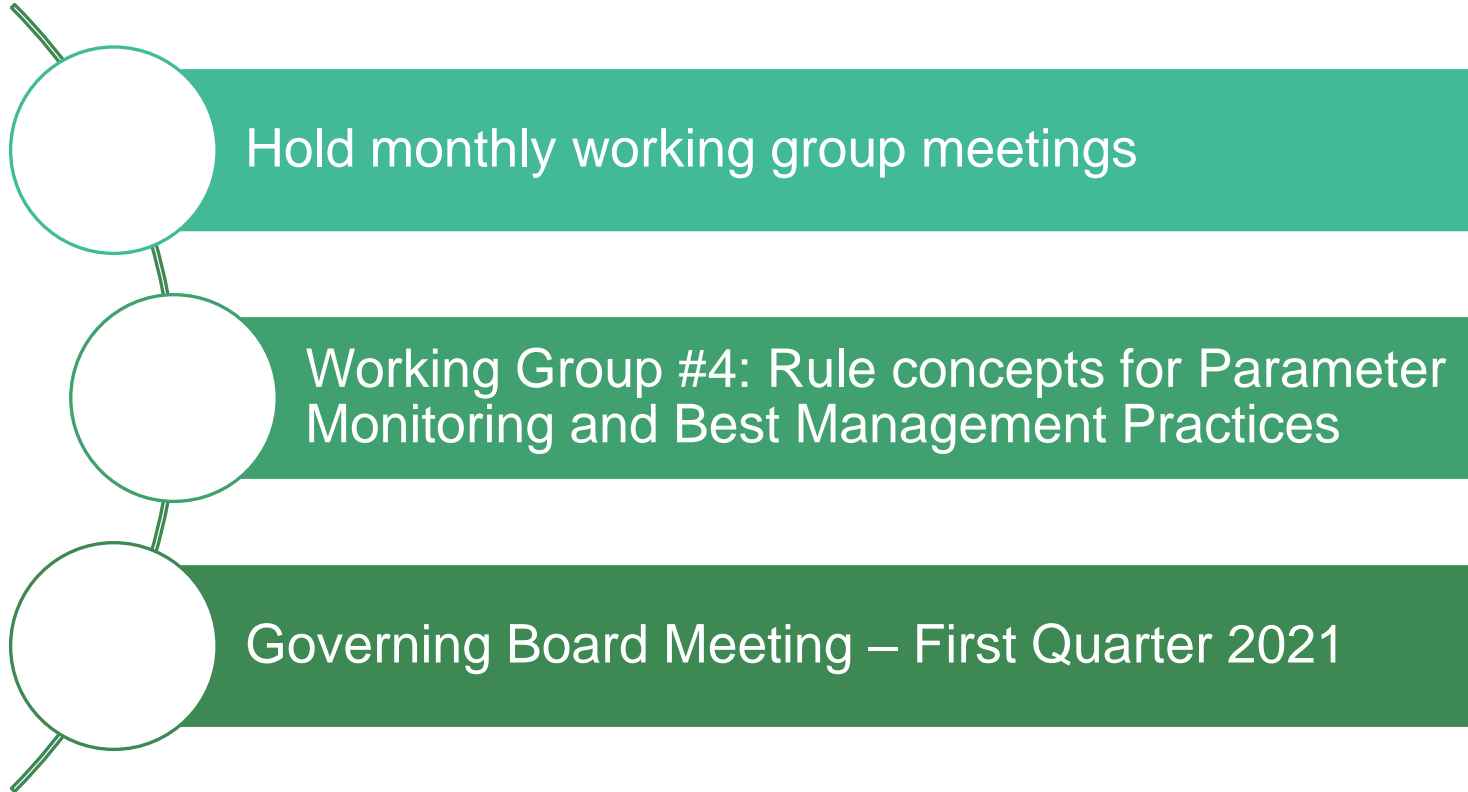 Hold monthly working group meetings
Working Group #4: Rule concepts for Parameter
Monitoring and Best Management Practices
Governing Board Meeting – First Quarter 2021